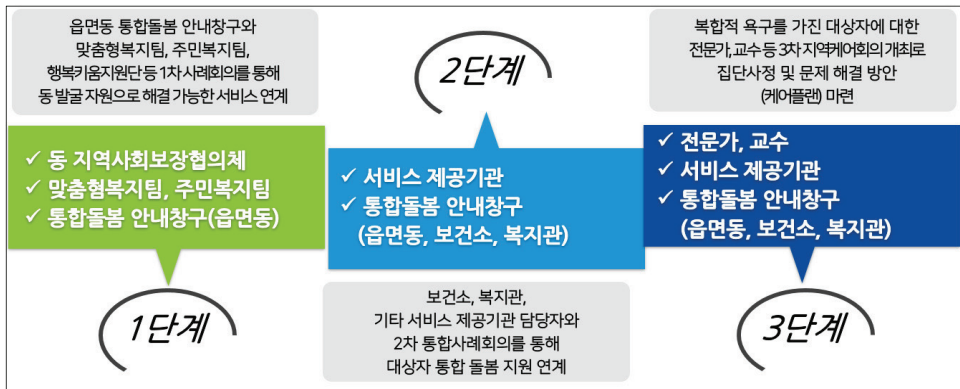 읍면동 통합돌봄 안내창구와
맞춤형복지팀, 주민복지팀,
행복키움지원단 등 1차 사례회의를 통해
동 발굴 자원으로 해결 가능한 서비스 연계
✓ 동 지역사회보장협의체
✓ 맞춤혐복지팀, 주민복지팀
✓ 통합돌봄 안내창구(읍면동)
1단계
2단계
✓ 서비스 제공기관
✓ 통합돌봄 안내창구
(읍면동, 보건소, 복지관)
보건소, 복지관,
기타 서비스 제공기관 담당자와
2차 통합사례회의를 통해
대상자 통합 돌봄 지원 연계
복합적 욕구를 가진 대상자에 대한
전문가, 교수 등 3차 지역케어회의 개최로
집단사정 및 문제 해결 방안
(케어플랜) 마련
✓ 전문가, 교수
✓ 서비스 제공기관
✓ 통합돌봄 안내창구
(읍면동, 보건소, 복지관)
3단계